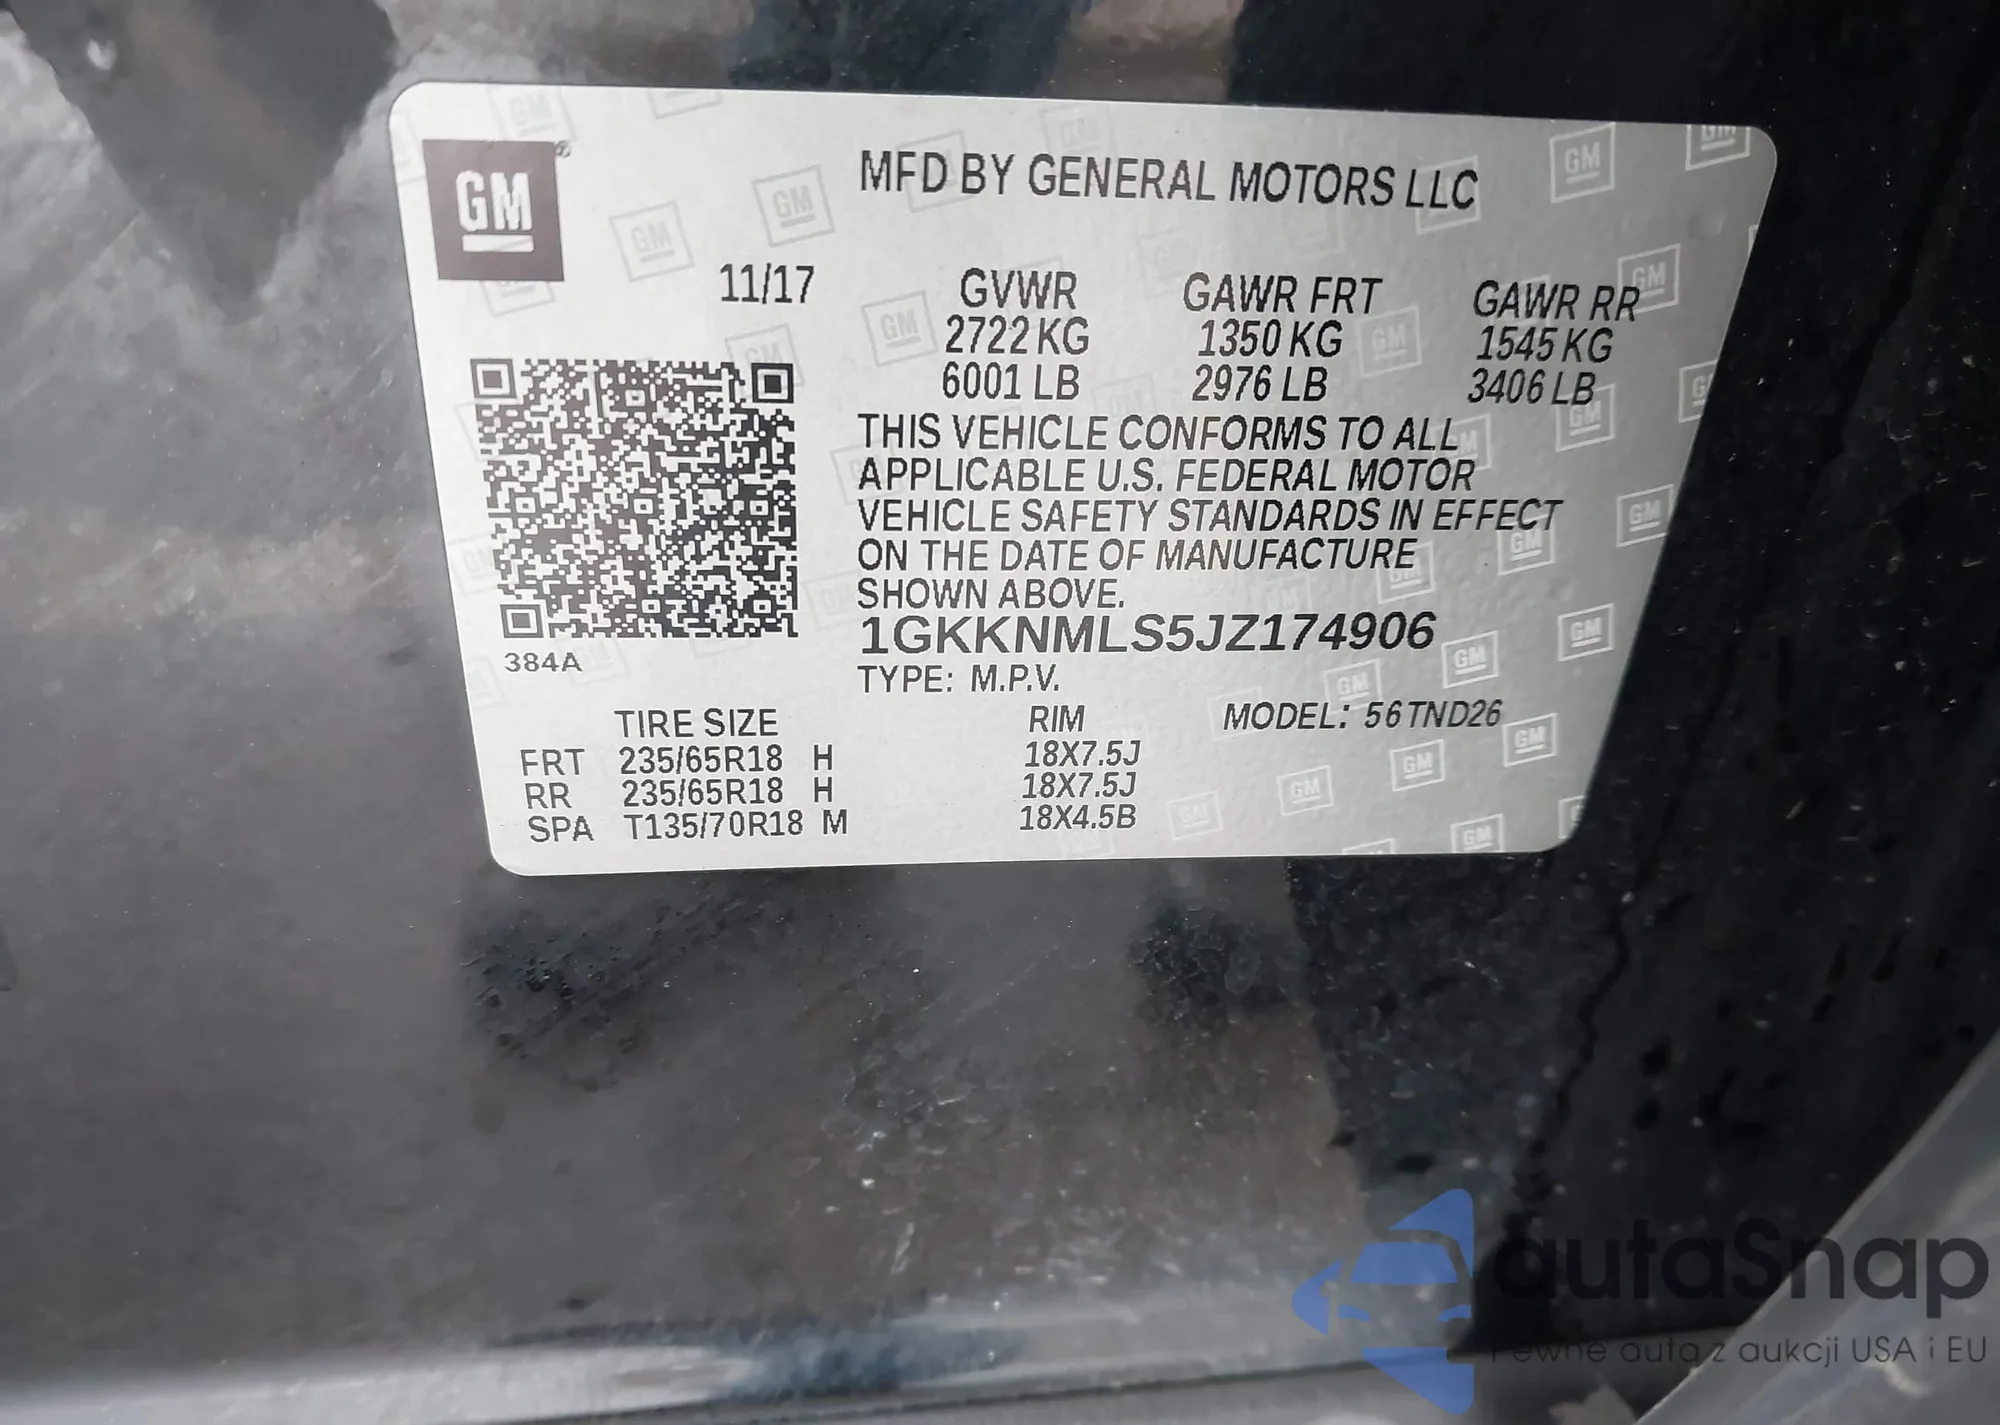 GM®
MFD BY GENERAL MOTORS LLC
11/17 GVWR GAWR FRT GAWR RR
2722 KG 1350 KG 1545 KG
6001 LB 2976 LB 3406 LB
THIS VEHICLE CONFORMS TO ALL
APPLICABLE U.S. FEDERAL MOTOR
VEHICLE SAFETY STANDARDS IN EFFECT
ON THE DATE OF MANUFACTURE
SHOWN ABOVE.
1GKKNMLS5JZ174906
384A
TYPE: M.P.V.
TIRE SIZE RIM MODEL: 56TND26
FRT 235/65R18 H 18X7.5J
RR 235/65R18 H 18X7.5J
SPA T135/70R18 M 18X4.5B
autaSnap
Pewne auta z aukcji USA i EU